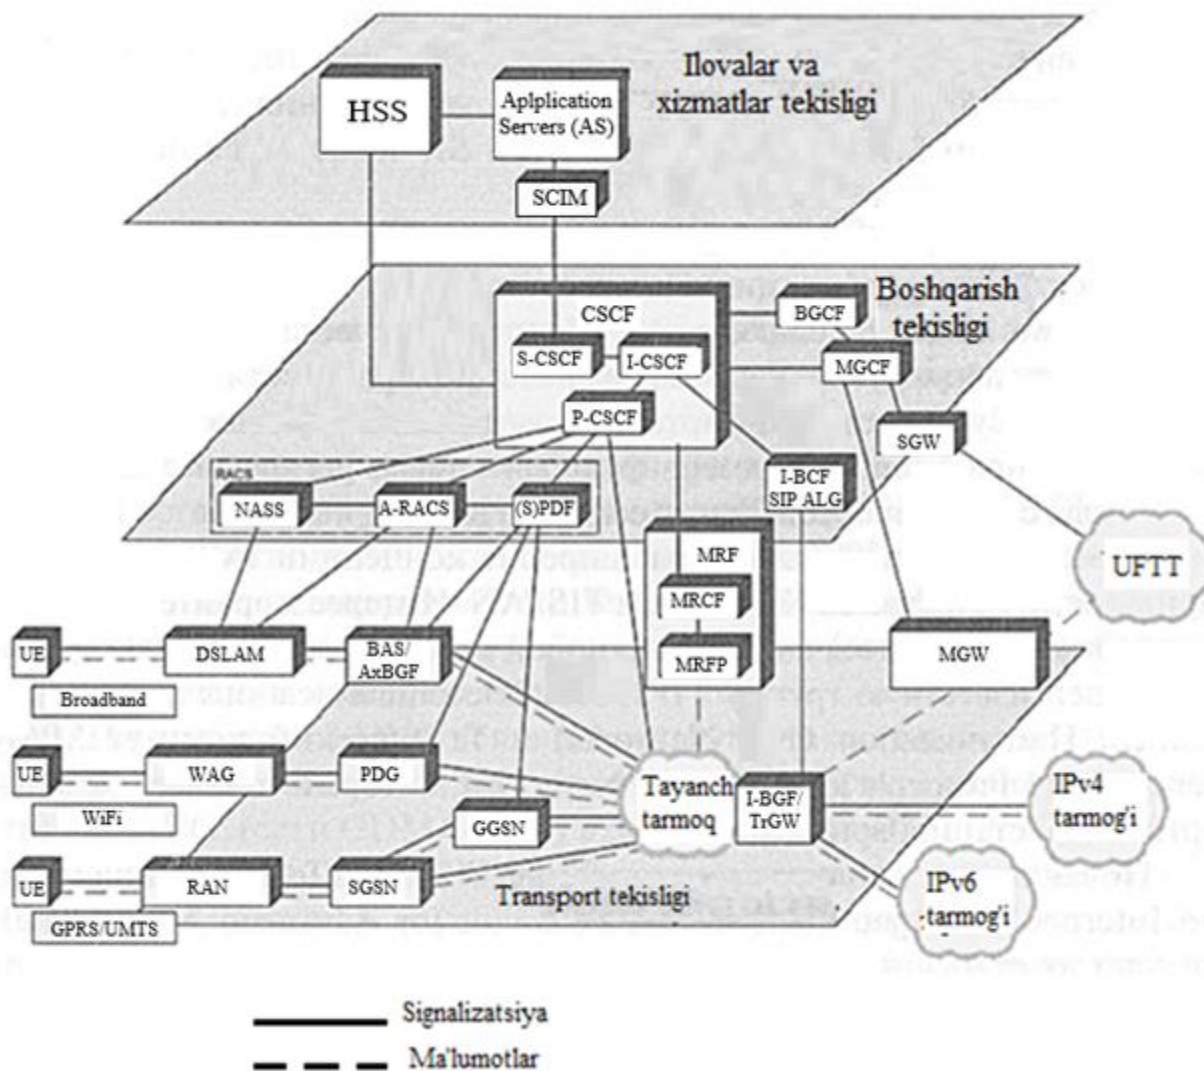 Ilovalar va
xizmatlar tekisligi
HSS
Aplplication
Servers (AS)
SCIM
Boshqarish
tekisligi
CSCF
BGCF
S-CSCF
I-CSCF
MGCF
P-CSCF
SGW
RACS
NASS
A-RACS
(S)PDF
I-BCF
SIP ALG
MRF
MRCF
MRFP
UFTT
MGW
UE
DSLAM
BAS/
AxBGF
Broadband
UE
WAG
PDG
WiFi
Tayanch
tarmoq
I-BGF/
TrGW
IPv4
tarmog'i
GGSN
UE
RAN
SGSN
Transport tekisligi
IPv6
tarmog'i
GPRS/UMTS
Signalizatsiya
Ma'lumotlar